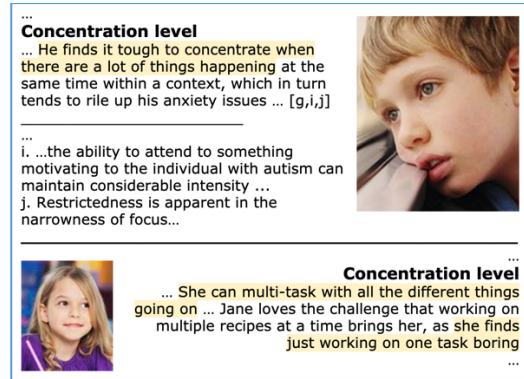 ...
Concentration level
... He finds it tough to concentrate when
there are a lot of things happening at the
same time within a context, which in turn
tends to rile up his anxiety issues ... [g,i,j]
...
i. ...the ability to attend to something
motivating to the individual with autism can
maintain considerable intensity ...
j. Restrictedness is apparent in the
narrowness of focus...
...
Concentration level
... She can multi-task with all the different things
going on ... Jane loves the challenge that working on
multiple recipes at a time brings her, as she finds
just working on one task boring
...